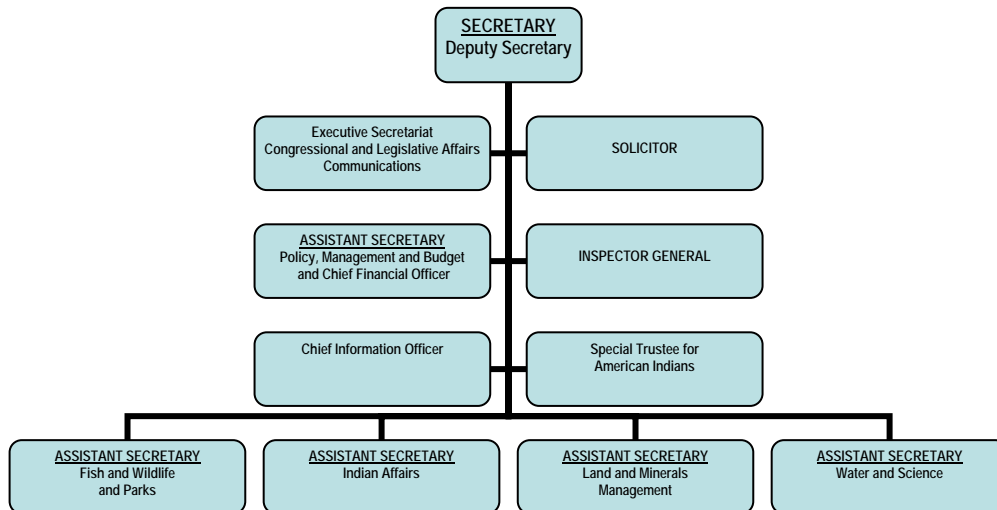 SECRETARY
Deputy Secretary
Executive Secretariat
Congressional and Legislative Affairs
Communications
SOLICITOR
ASSISTANT SECRETARY
Policy, Management and Budget
and Chief Financial Officer
INSPECTOR GENERAL
Chief Information Officer
Special Trustee for
American Indians
ASSISTANT SECRETARY
Fish and Wildlife
and Parks
ASSISTANT SECRETARY
Indian Affairs
ASSISTANT SECRETARY
Land and Minerals
Management
ASSISTANT SECRETARY
Water and Science